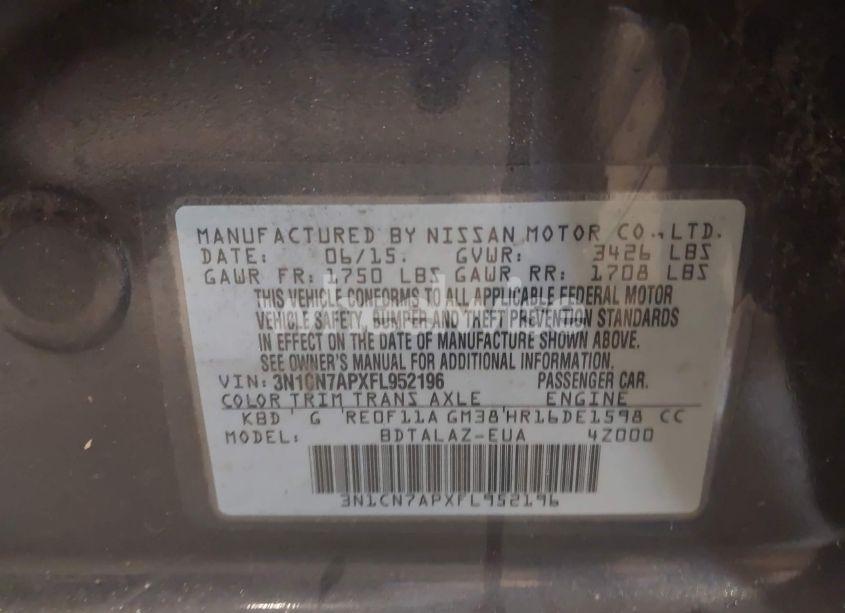 MANUFACTURED BY NISSAN MOTOR CO., LTD.
DATE: 06/15. GVWR: 3426 LBS
GAWR FR: 1750 LBS GAWR RR: 1708 LBS
THIS VEHICLE CONFORMS TO ALL APPLICABLE FEDERAL MOTOR
VEHICLE SAFETY, BUMPER AND THEFT PREVENTION STANDARDS
IN EFFECT ON THE DATE OF MANUFACTURE SHOWN ABOVE.
SEE OWNER'S MANUAL FOR ADDITIONAL INFORMATION.
VIN: 3N1CN7APXFL952196 PASSENGER CAR.
COLOR TRIM TRANS AXLE ENGINE
KBD G RE0F11A GM38 HR16DE1598 CC
MODEL: BDTALAZ-EUA 4Z000
3N1CN7APXFL952196